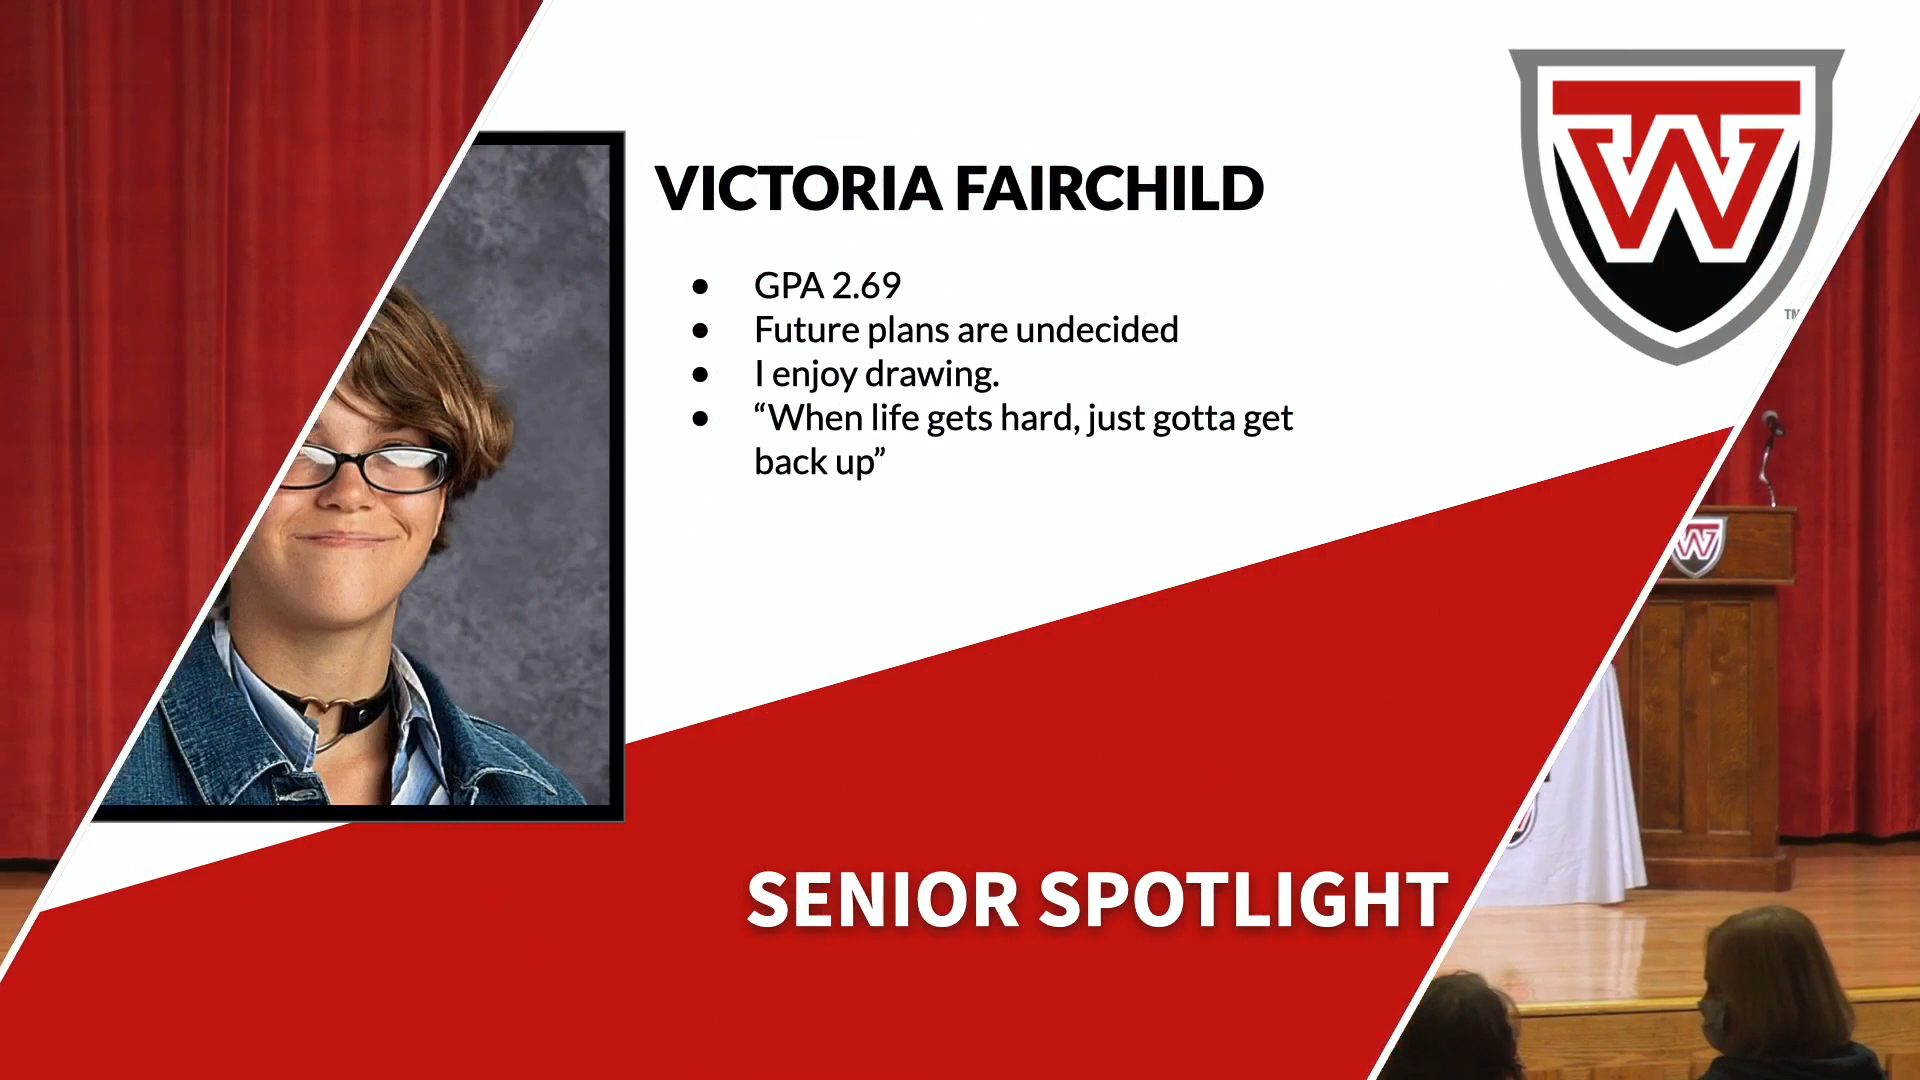 VICTORIA FAIRCHILD
● GPA 2.69
● Future plans are undecided
● I enjoy drawing.
● “When life gets hard, just gotta get
back up”
W
TM
W
SENIOR SPOTLIGHT